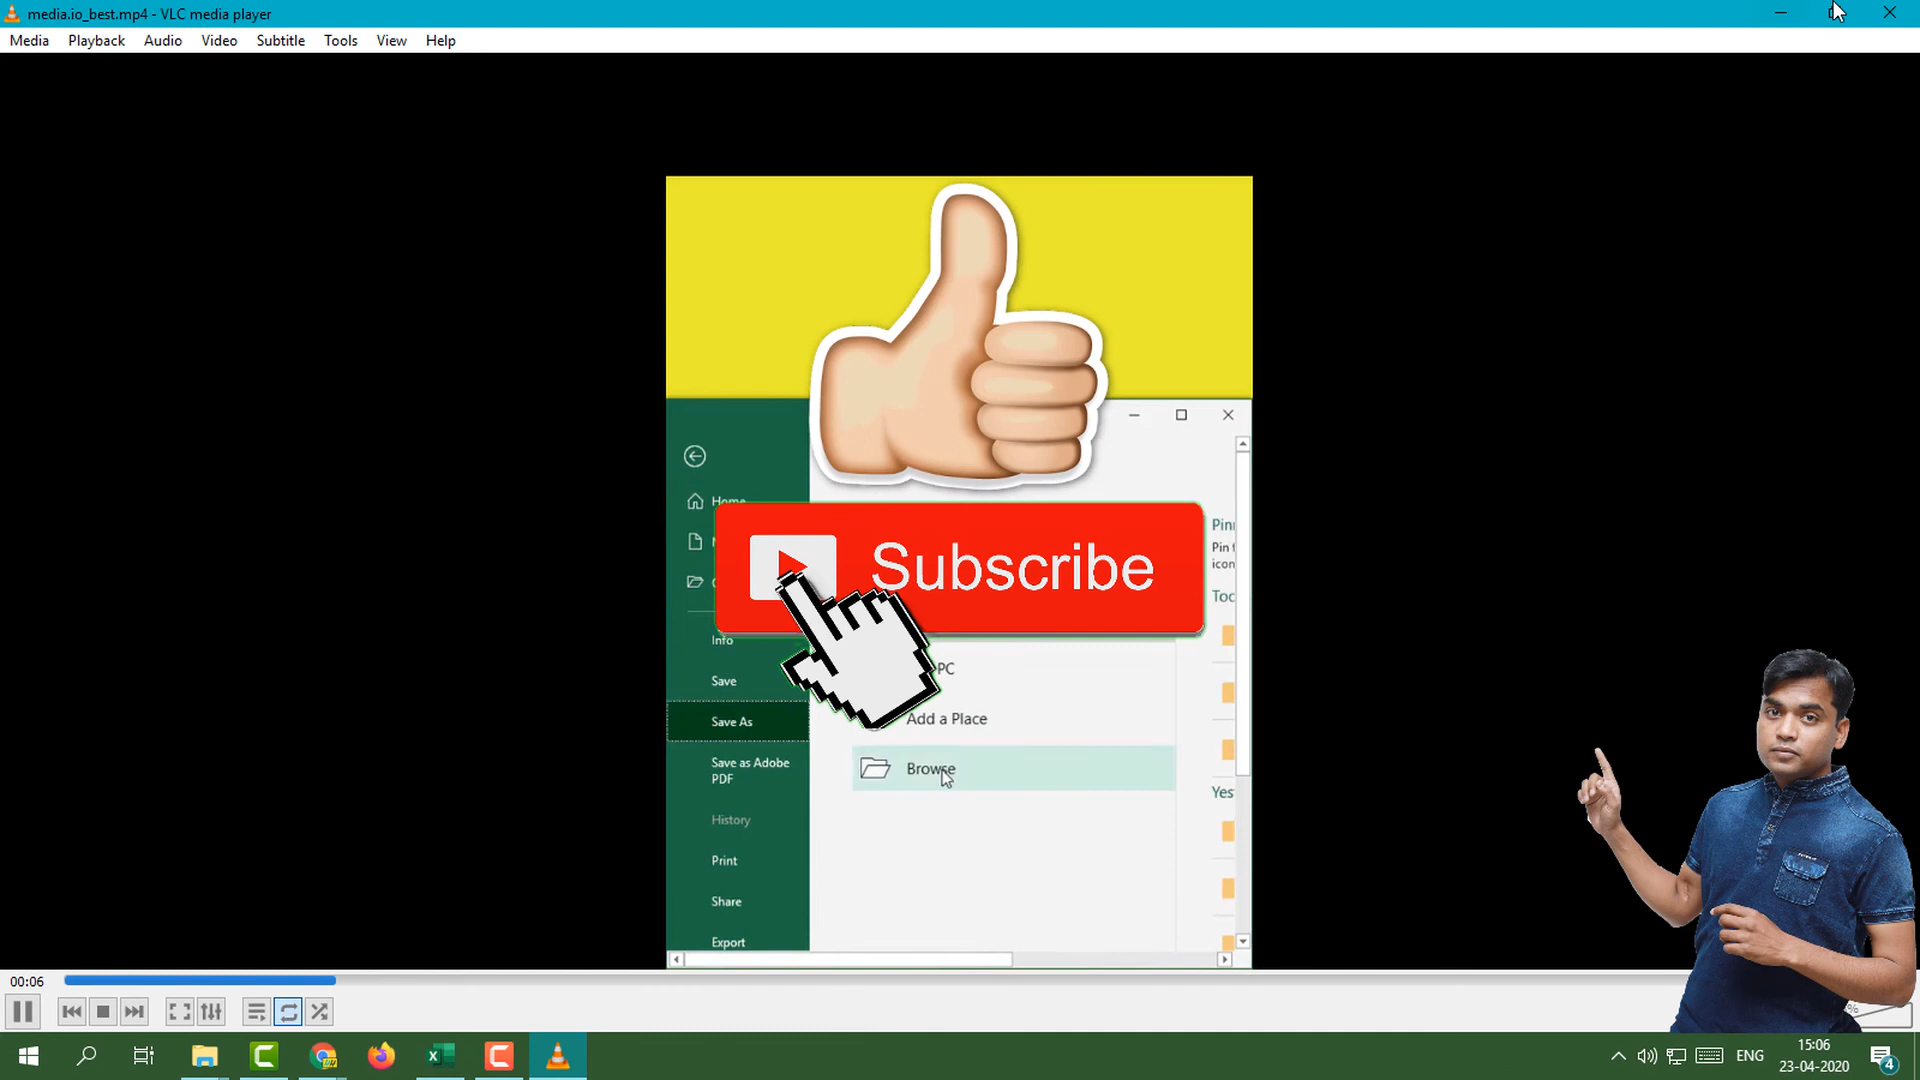 media.io_best.mp4 - VLC media player
Media Playback Audio Video Subtitle Tools View Help
Home
Subscribe
Pin
Info
PC
Save
Add a Place
Save As
Browse
Save as Adobe
PDF
Yes
History
Print
Share
Export
00:06
%
ENG
15:06
23-04-2020
4